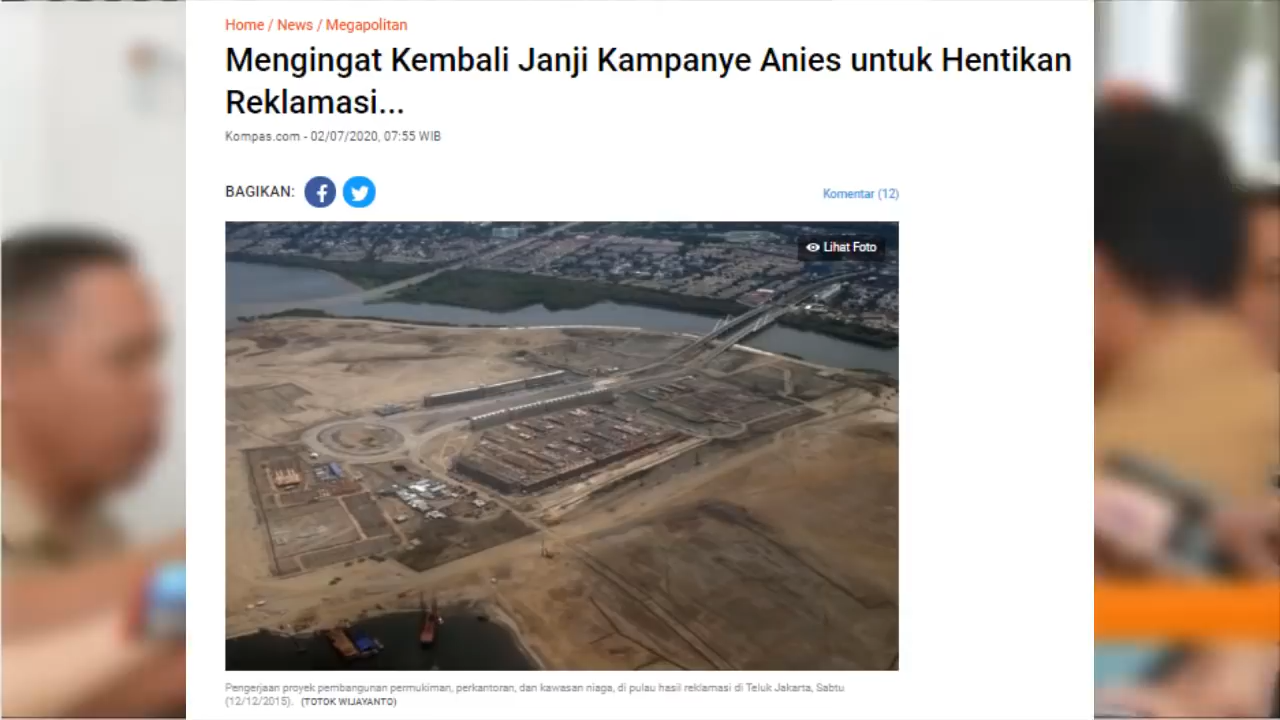 Home / News / Megapolitan
Mengingat Kembali Janji Kampanye Anies untuk Hentikan
Reklamasi...
Kompas.com - 02/07/2020, 07:55 WIB
BAGIKAN:
Komentar (12)
Lihat Foto
Pengerjaan proyek pembangunan permukiman, perkantoran, dan kawasan niaga, di pulau hasil reklamasi di Teluk Jakarta, Sabtu
(12/12/2015). (TOTOK WIJAYANTO)